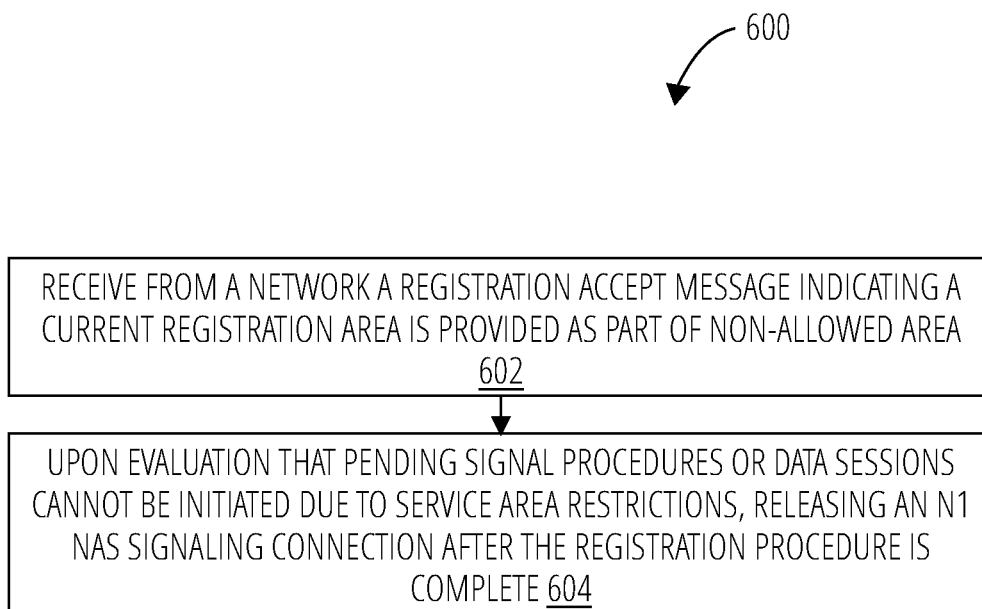 600
RECEIVE FROM A NETWORK A REGISTRATION ACCEPT MESSAGE INDICATING A
CURRENT REGISTRATION AREA IS PROVIDED AS PART OF NON-ALLOWED AREA
602
UPON EVALUATION THAT PENDING SIGNAL PROCEDURES OR DATA SESSIONS
CANNOT BE INITIATED DUE TO SERVICE AREA RESTRICTIONS, RELEASING AN N1
NAS SIGNALING CONNECTION AFTER THE REGISTRATION PROCEDURE IS
COMPLETE 604